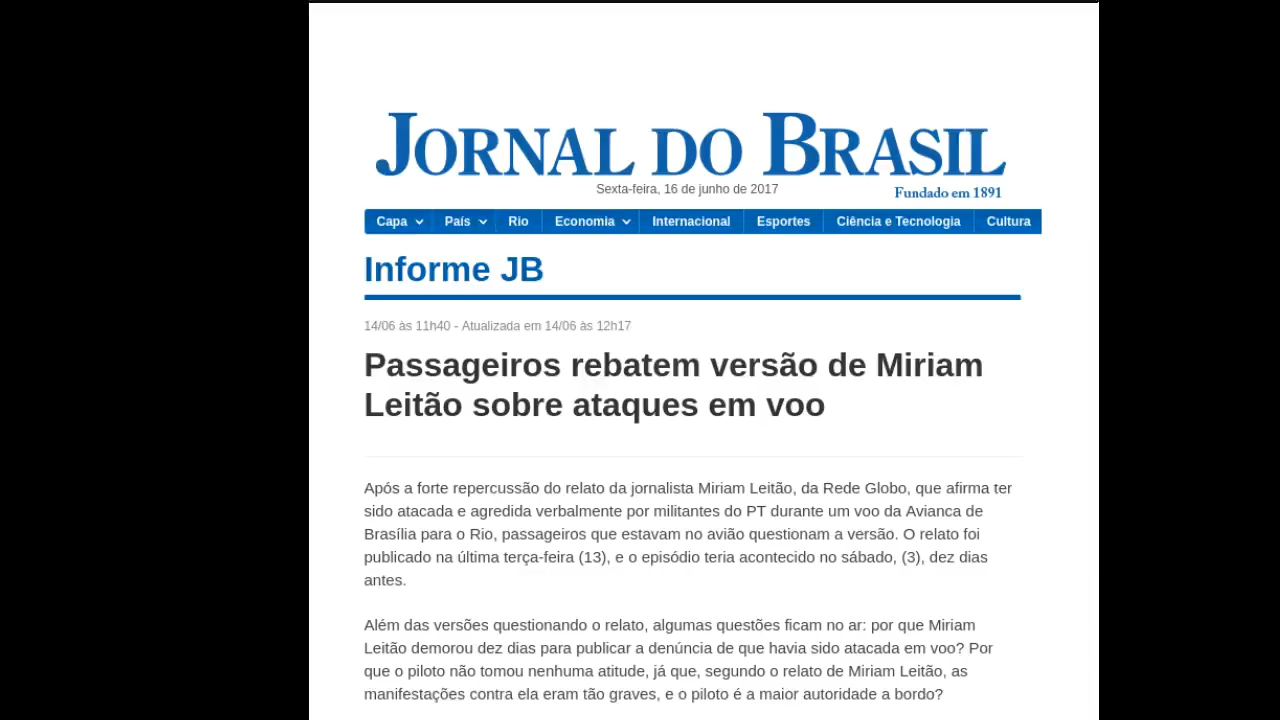 JORNAL DO BRASIL
Sexta-feira, 16 de junho de 2017
Fundado em 1891
Capa País Rio Economia Internacional Esportes Ciência e Tecnologia Cultura
Informe JB
14/06 às 11h40 - Atualizada em 14/06 às 12h17
Passageiros rebatem versão de Miriam
Leitão sobre ataques em voo
Após a forte repercussão do relato da jornalista Miriam Leitão, da Rede Globo, que afirma ter
sido atacada e agredida verbalmente por militantes do PT durante um voo da Avianca de
Brasília para o Rio, passageiros que estavam no avião questionam a versão. O relato foi
publicado na última terça-feira (13), e o episódio teria acontecido no sábado, (3), dez dias
antes.
Além das versões questionando o relato, algumas questões ficam no ar: por que Miriam
Leitão demorou dez dias para publicar a denúncia de que havia sido atacada em voo? Por
que o piloto não tomou nenhuma atitude, já que, segundo o relato de Miriam Leitão, as
manifestações contra ela eram tão graves, e o piloto é a maior autoridade a bordo?